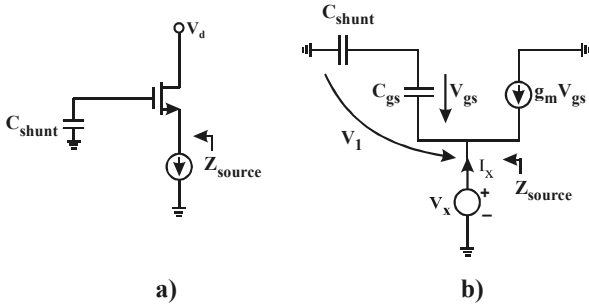 V_d
C_shunt
Z_source
a)
C_shunt
C_gs
V_gs
g_mV_gs
V_1
I_x
Z_source
V_x
+
−
b)